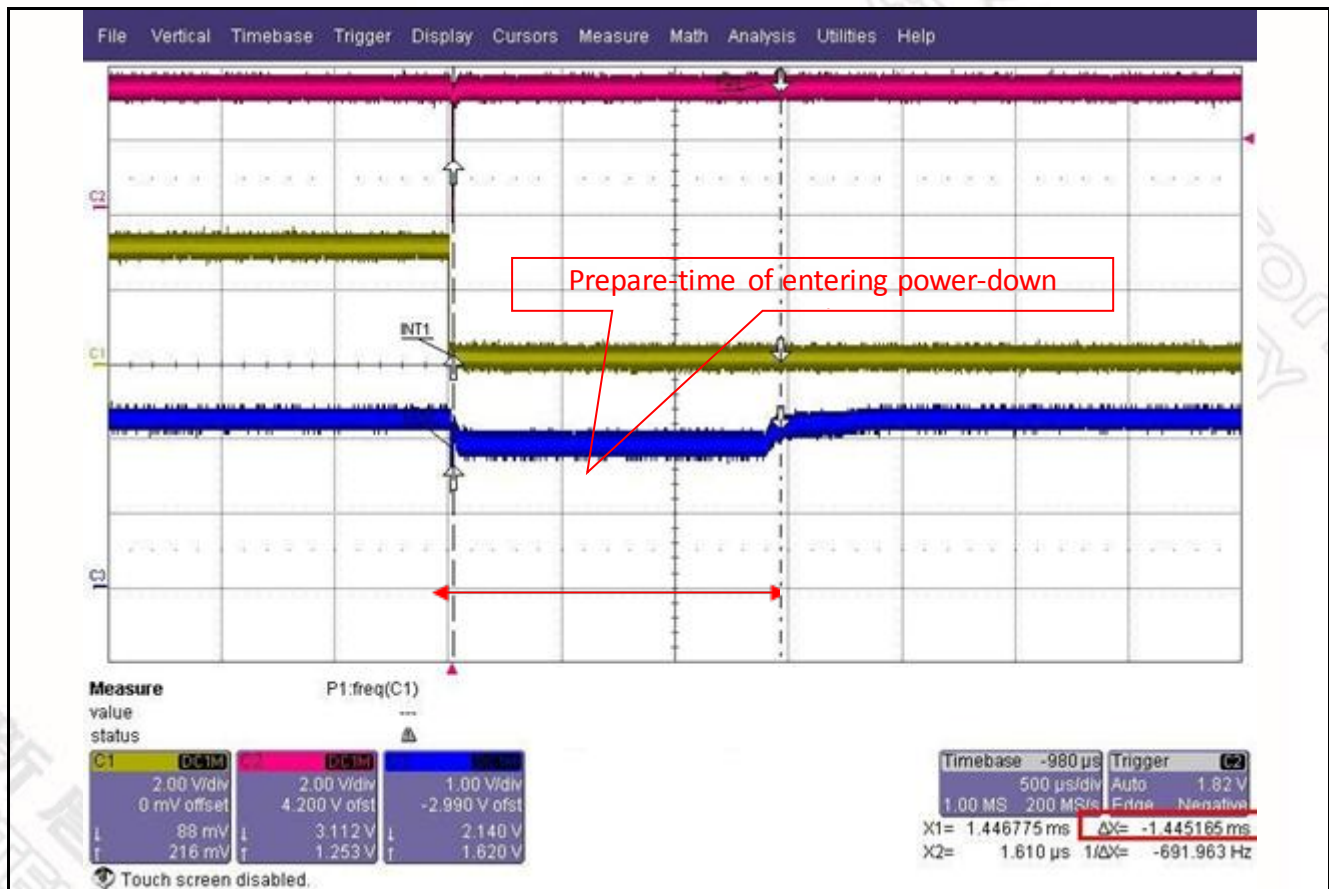 File Vertical Timebase Trigger Display Cursors Measure Math Analysis Utilities Help
C2
Prepare-time of entering power-down
INT1
C1
C3
Measure P1:freq(C1)
value ---
status
C1 DC1M C2 DC1M
2.00 V/div 2.00 V/div 1.00 V/div
0 mV offset 4.200 V ofst -2.990 V ofst
88 mV 3.112 V 2.140 V
216 mV 1.253 V 1.620 V
Timebase -980 µs Trigger C2
500 µs/div Auto 1.82 V
1.00 MS 200 MS/s Edge Negative
X1= 1.446775 ms ΔX= -1.445165 ms
X2= 1.610 µs 1/ΔX= -691.963 Hz
Touch screen disabled.